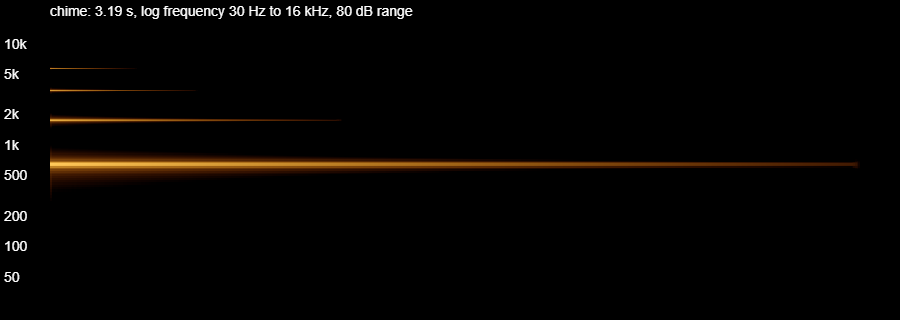 chime: 3.19 s, log frequency 30 Hz to 16 kHz, 80 dB range
10k
5k
2k
1k
500
200
100
50